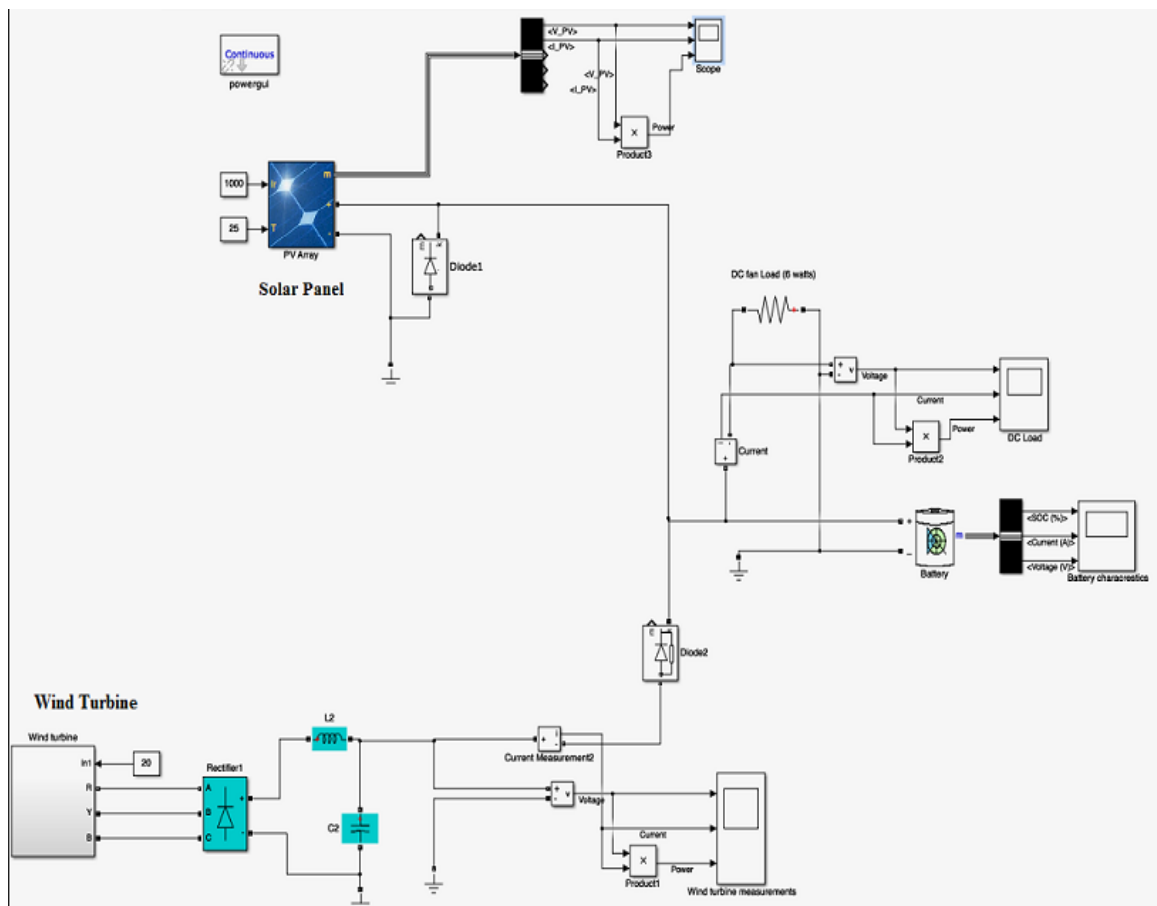 <V_PV>
<I_PV>
Continuous
powergui
<V_PV>
<I_PV>
Scope
Power
×
Product3
1000
Ir
m
+
25
T
-
PV Array
Solar Panel
m
k
Diode1
a
DC fan Load (6 watts)
+
+
-
v
Voltage
Current
-
i
+
Current
×
Power
Product2
DC Load
+
m
-
Battery
<SOC (%)>
<Current (A)>
<Voltage (V)>
Battery characrestics
m
k
Diode2
a
Wind Turbine
Wind turbine
In1
20
R
Y
B
Rectifier1
A
B
C
+
-
L2
C2
+
i
-
Current Measurement2
+
-
v
Voltage
Current
×
Power
Product1
Wind turbine measurements